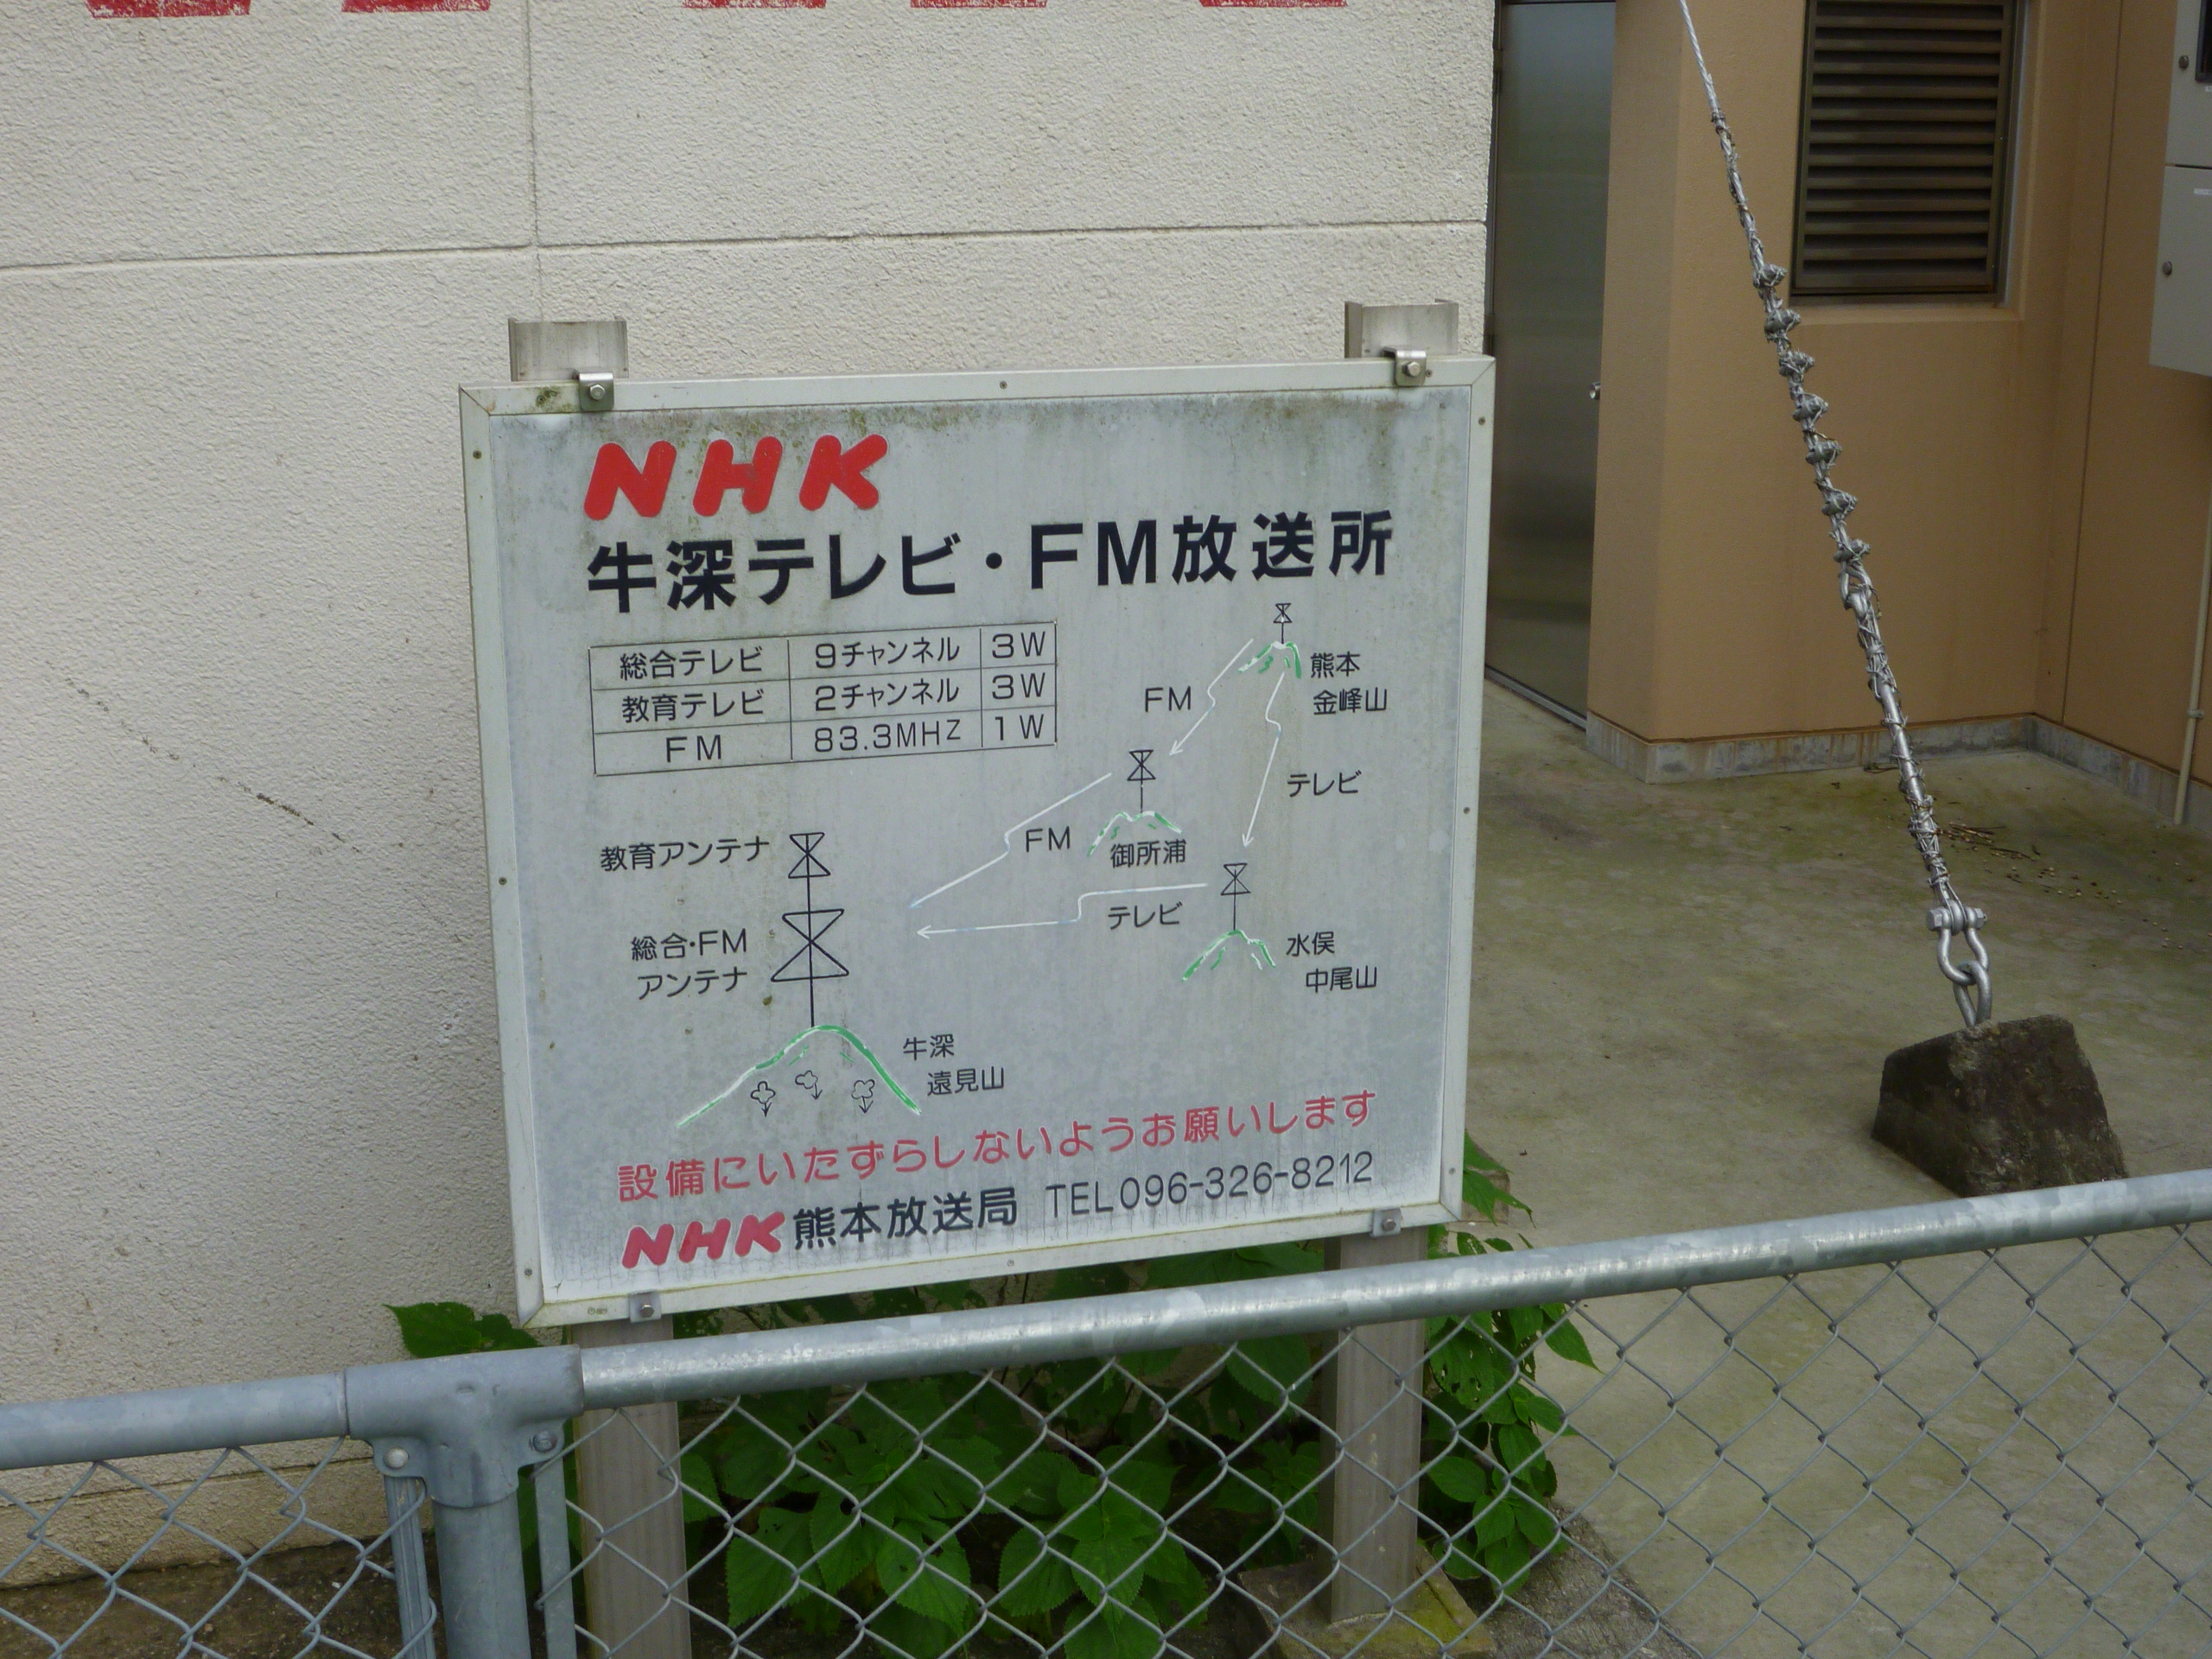 NHK
牛深テレビ・FM放送所
総合テレビ 9チャンネル 3W
教育テレビ 2チャンネル 3W
FM 83.3MHZ 1W
熊本
金峰山
FM
テレビ
御所浦
FM
テレビ
水俣
中尾山
教育アンテナ
総合・FM
アンテナ
牛深
遠見山
設備にいたずらしないようお願いします
NHK熊本放送局 TEL096-326-8212